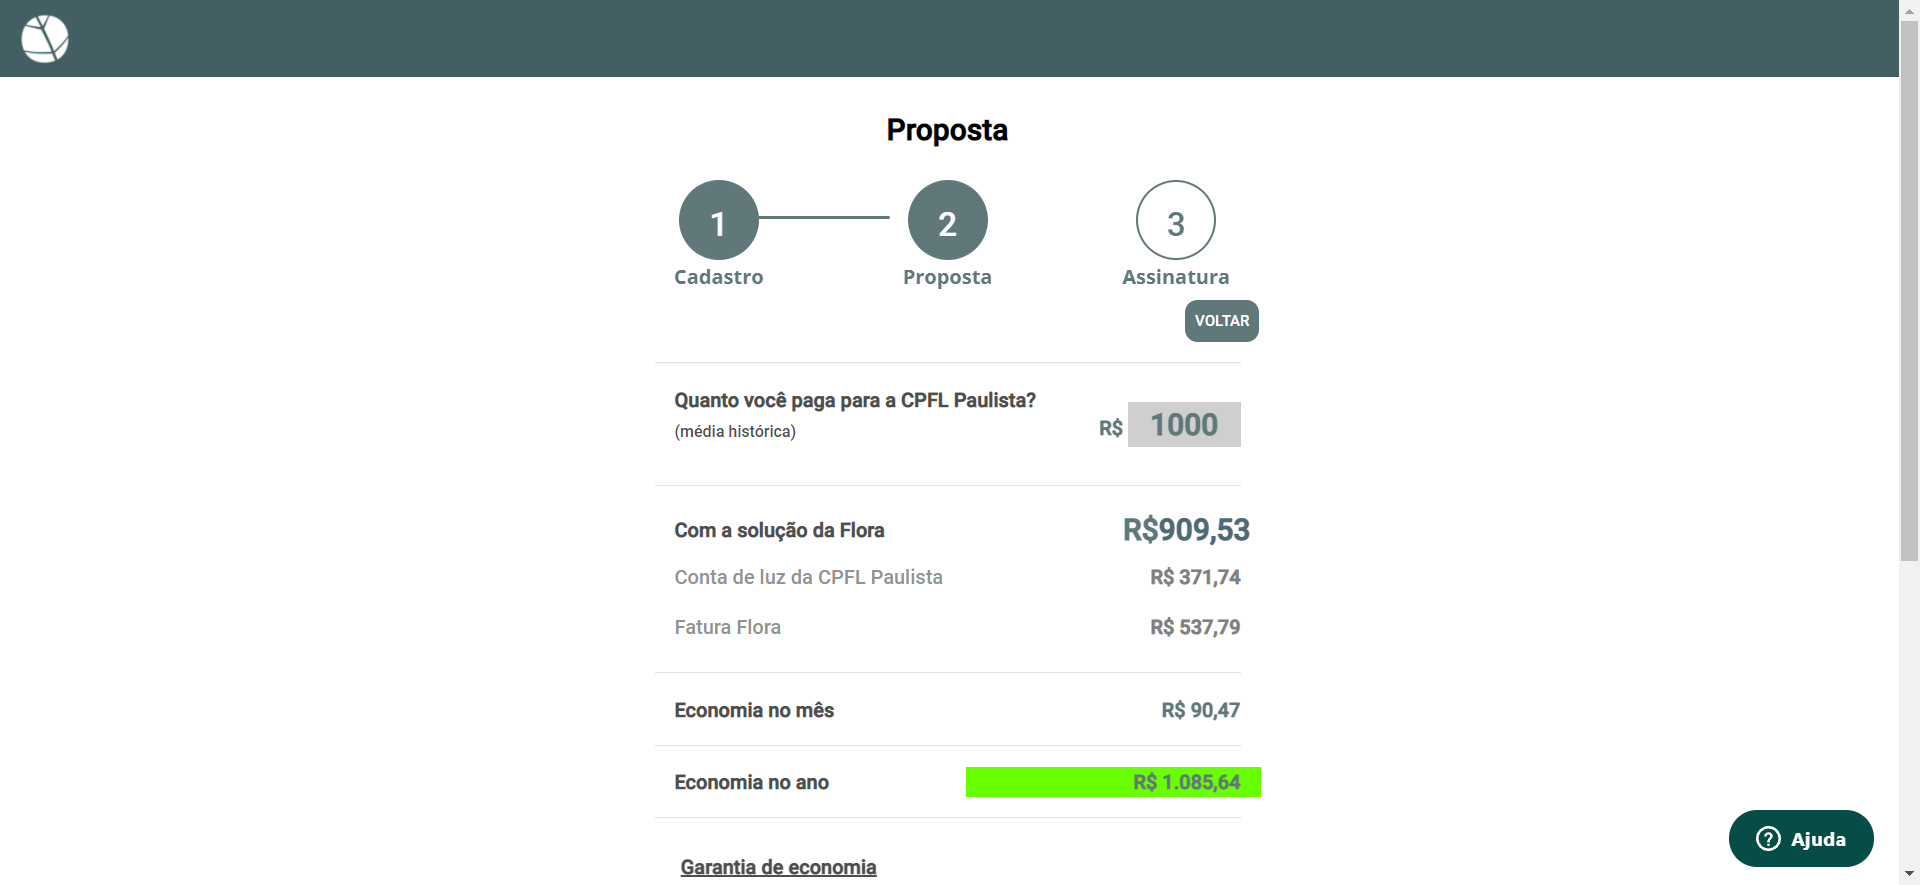 Proposta
1
2
3
Cadastro
Proposta
Assinatura
VOLTAR
Quanto você paga para a CPFL Paulista?
(média histórica)
R$ 1000
Com a solução da Flora
R$909,53
Conta de luz da CPFL Paulista
R$ 371,74
Fatura Flora
R$ 537,79
Economia no mês
R$ 90,47
Economia no ano
R$ 1.085,64
Garantia de economia
Ajuda